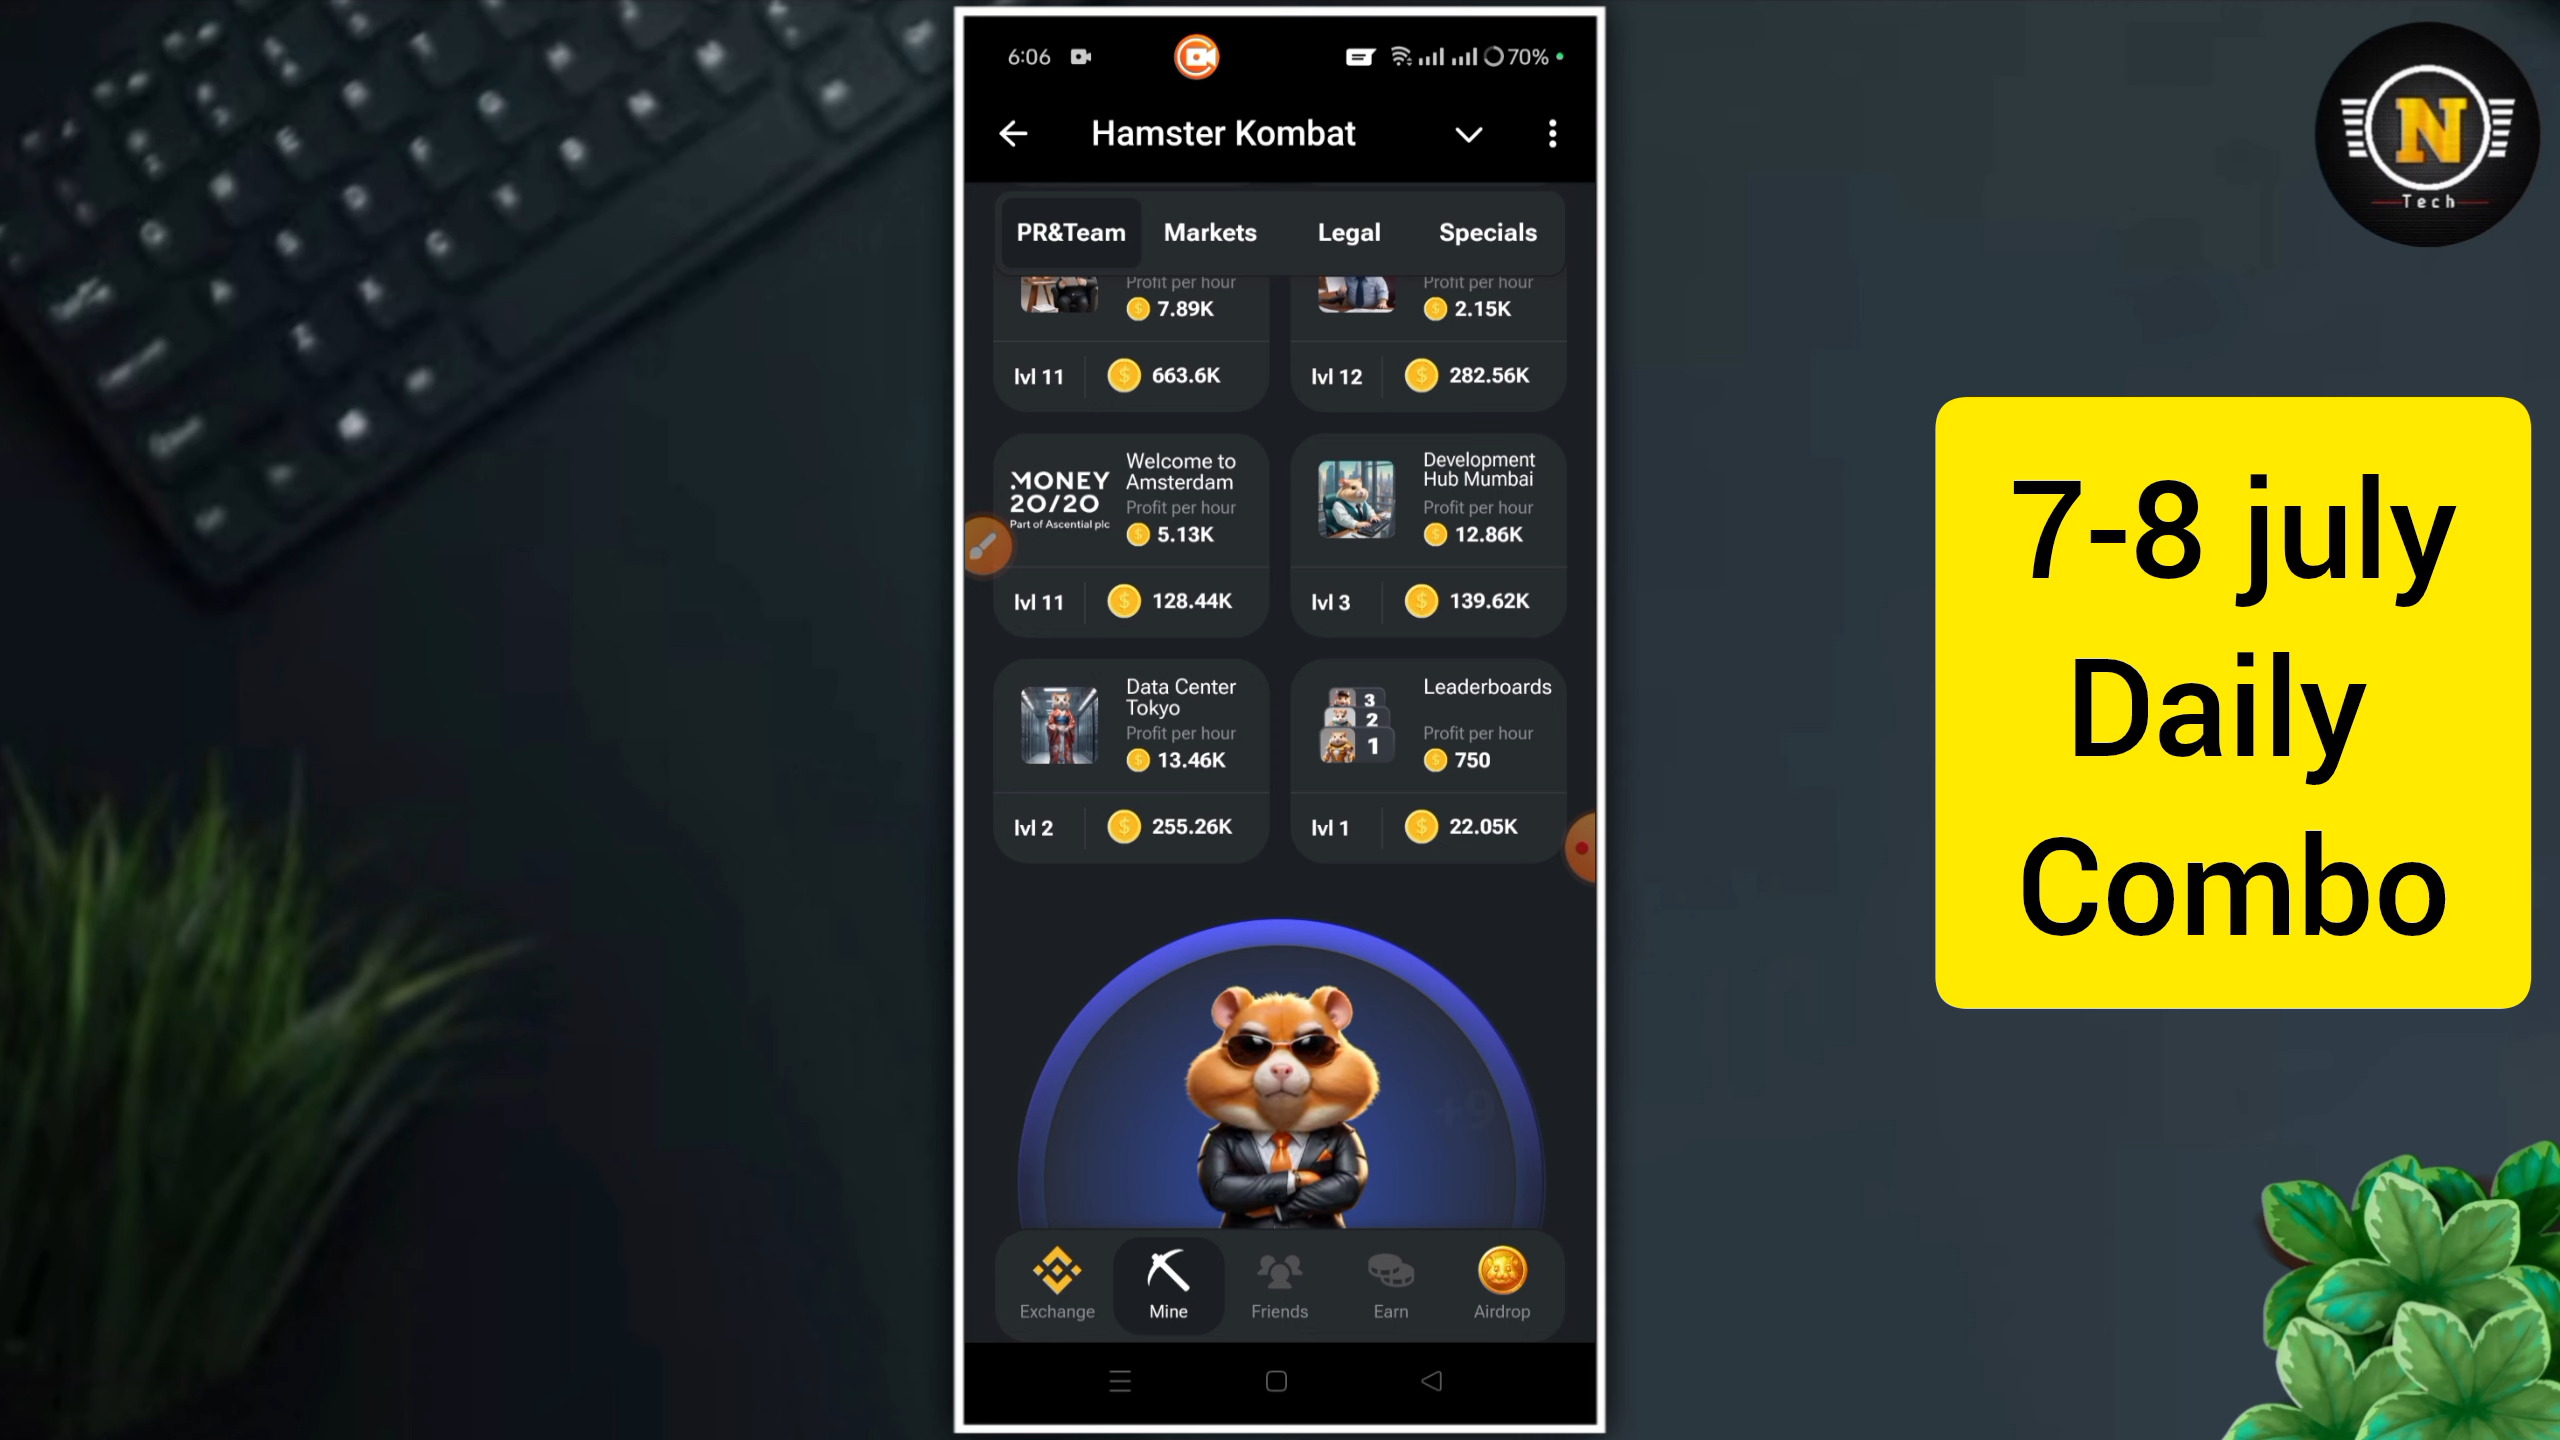 6:06
70%
Hamster Kombat
PR&Team Markets Legal Specials
Profit per hour
7.89K
Profit per hour
2.15K
lvl 11 663.6K
lvl 12 282.56K
MONEY
20/20
Part of Ascential plc
Welcome to
Amsterdam
Profit per hour
5.13K
lvl 11 128.44K
Development
Hub Mumbai
Profit per hour
12.86K
lvl 3 139.62K
Data Center
Tokyo
Profit per hour
13.46K
lvl 2 255.26K
3
2
1
Leaderboards
Profit per hour
750
lvl 1 22.05K
+9
Exchange Mine Friends Earn Airdrop
N
Tech
7-8 july
Daily
Combo